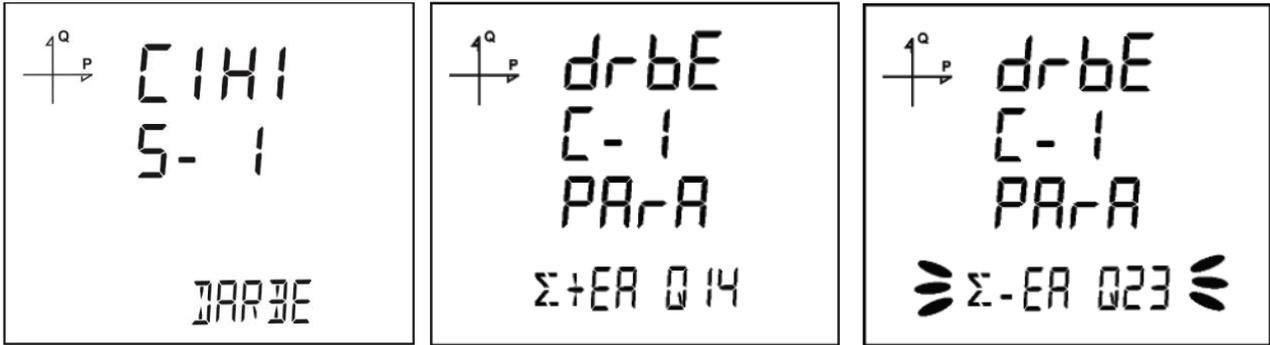 Q
P
CIHI
S- 1
DARBE
Q
P
drbE
C- 1
PArA
Σ+EA Q14
Q
P
drbE
C- 1
PArA
Σ-EA Q23